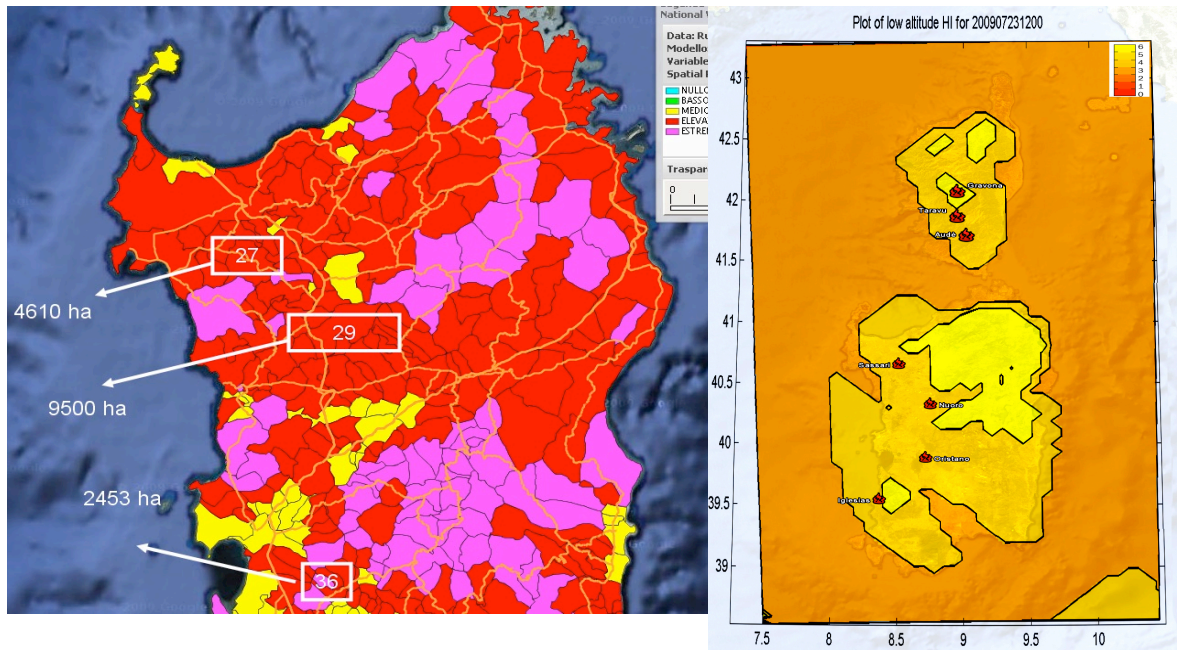 National
Data: Ru
Modello
Variable
Spatial
NULLO
BASSO
MEDIO
ELEVA
ESTRE
Traspar
0
27
4610 ha
29
9500 ha
2453 ha
36
Plot of low altitude HI for 200907231200
6
5
4
3
2
1
0
43
42.5
42
41.5
41
40.5
40
39.5
39
Gravona
Taravu
Aude
Sassari
Nuoro
Oristano
Iglesias
7.5 8 8.5 9 9.5 10